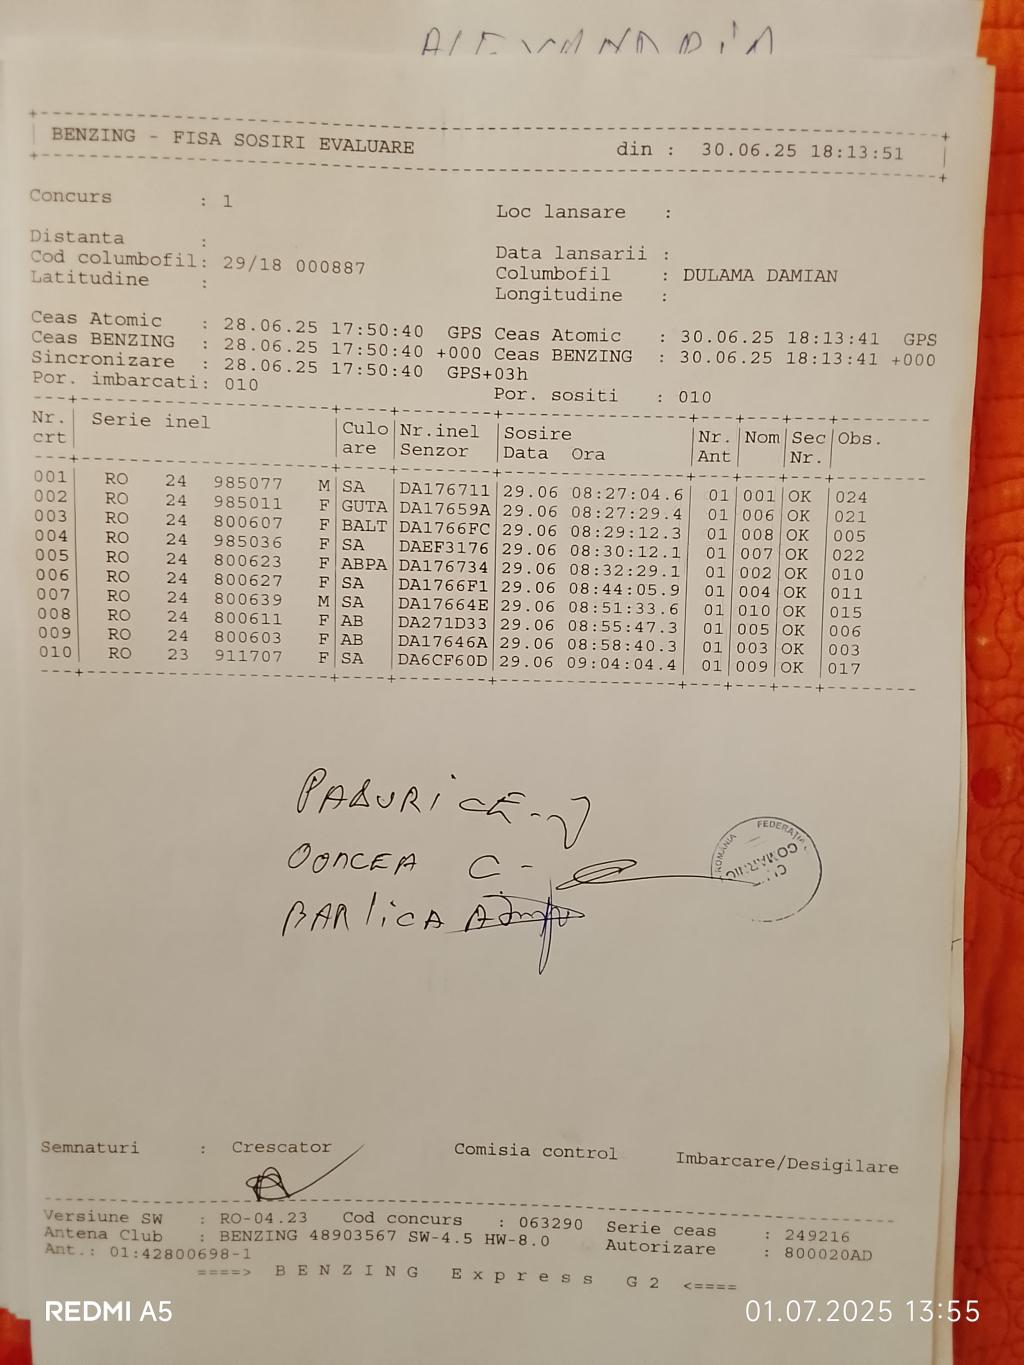 BENZING - FISA SOSIRI EVALUARE din : 30.06.25 18:13:51
Concurs : 1 Loc lansare :
Distanta : Data lansarii :
Cod columbofil: 29/18 000887 Columbofil : DULAMA DAMIAN
Latitudine : Longitudine :
Ceas Atomic : 28.06.25 17:50:40 GPS Ceas Atomic : 30.06.25 18:13:41 GPS
Ceas BENZING : 28.06.25 17:50:40 +000 Ceas BENZING : 30.06.25 18:13:41 +000
Sincronizare : 28.06.25 17:50:40 GPS+03h
Por. imbarcati: 010 Por. sositi : 010
Nr. Serie inel Culo Nr.inel Sosire Nr. Nom Sec Obs.
crt are Senzor Data Ora Ant Nr.
001 RO 24 985077 M SA DA176711 29.06 08:27:04.6 01 001 OK 024
002 RO 24 985011 F GUTA DA17659A 29.06 08:27:29.4 01 006 OK 021
003 RO 24 800607 F BALT DA1766FC 29.06 08:29:12.3 01 008 OK 005
004 RO 24 985036 F SA DAEF3176 29.06 08:30:12.1 01 007 OK 022
005 RO 24 800623 F ABPA DA176734 29.06 08:32:29.1 01 002 OK 010
006 RO 24 800627 F SA DA1766F1 29.06 08:44:05.9 01 004 OK 011
007 RO 24 800639 M SA DA17664E 29.06 08:51:33.6 01 010 OK 015
008 RO 24 800611 F AB DA271D33 29.06 08:55:47.3 01 005 OK 006
009 RO 24 800603 F AB DA17646A 29.06 08:58:40.3 01 003 OK 003
010 RO 23 911707 F SA DA6CF60D 29.06 09:04:04.4 01 009 OK 017
ROMÂNIA FEDERAȚIA
COMARNIC
C -
Semnaturi : Crescator Comisia control Imbarcare/Desigilare
Versiune SW : RO-04.23 Cod concurs : 063290 Serie ceas : 249216
Antena Club : BENZING 48903567 SW-4.5 HW-8.0 Autorizare : 800020AD
Ant.: 01:42800698-1
====> B E N Z I N G E x p r e s s G 2 <====
REDMI A5 01.07.2025 13:55